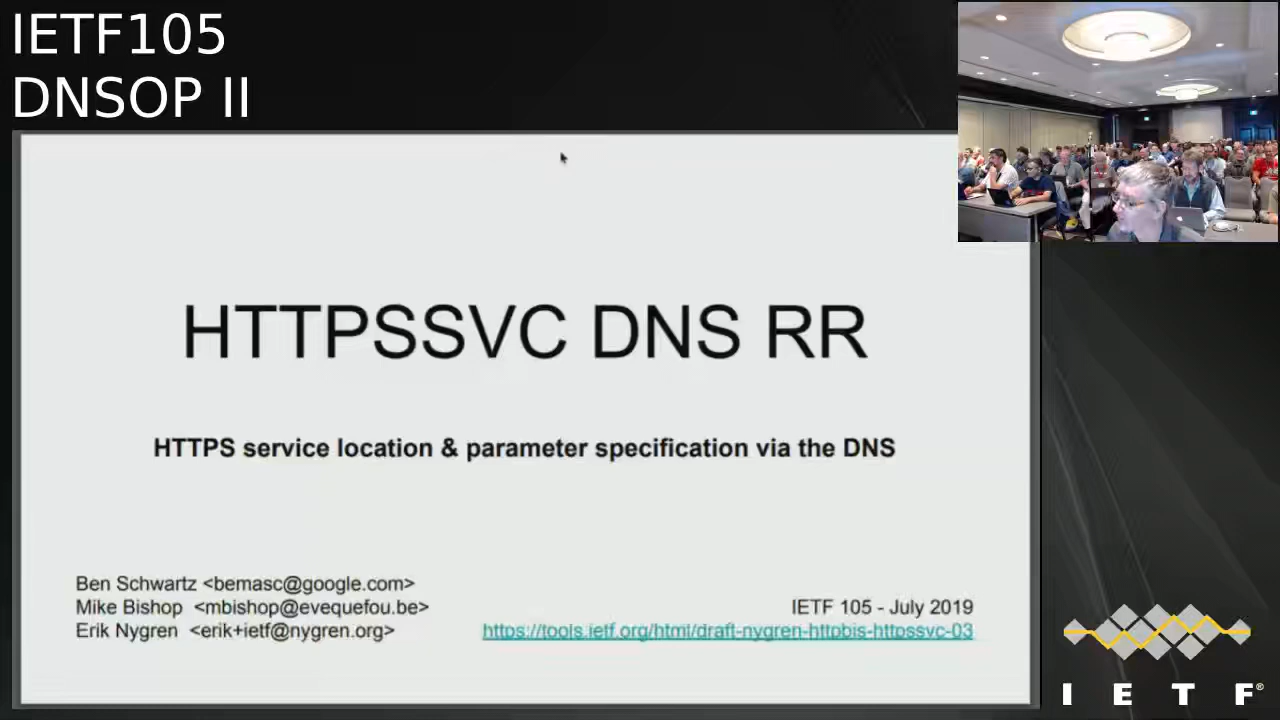 IETF105
DNSOP II
HTTPSSVC DNS RR
HTTPS service location & parameter specification via the DNS
Ben Schwartz <bemasc@google.com>
Mike Bishop <mbishop@evequefou.be>
Erik Nygren <erik+ietf@nygren.org>
IETF 105 - July 2019
https://tools.ietf.org/html/draft-nygren-httpbis-httpssvc-03
I E T F®